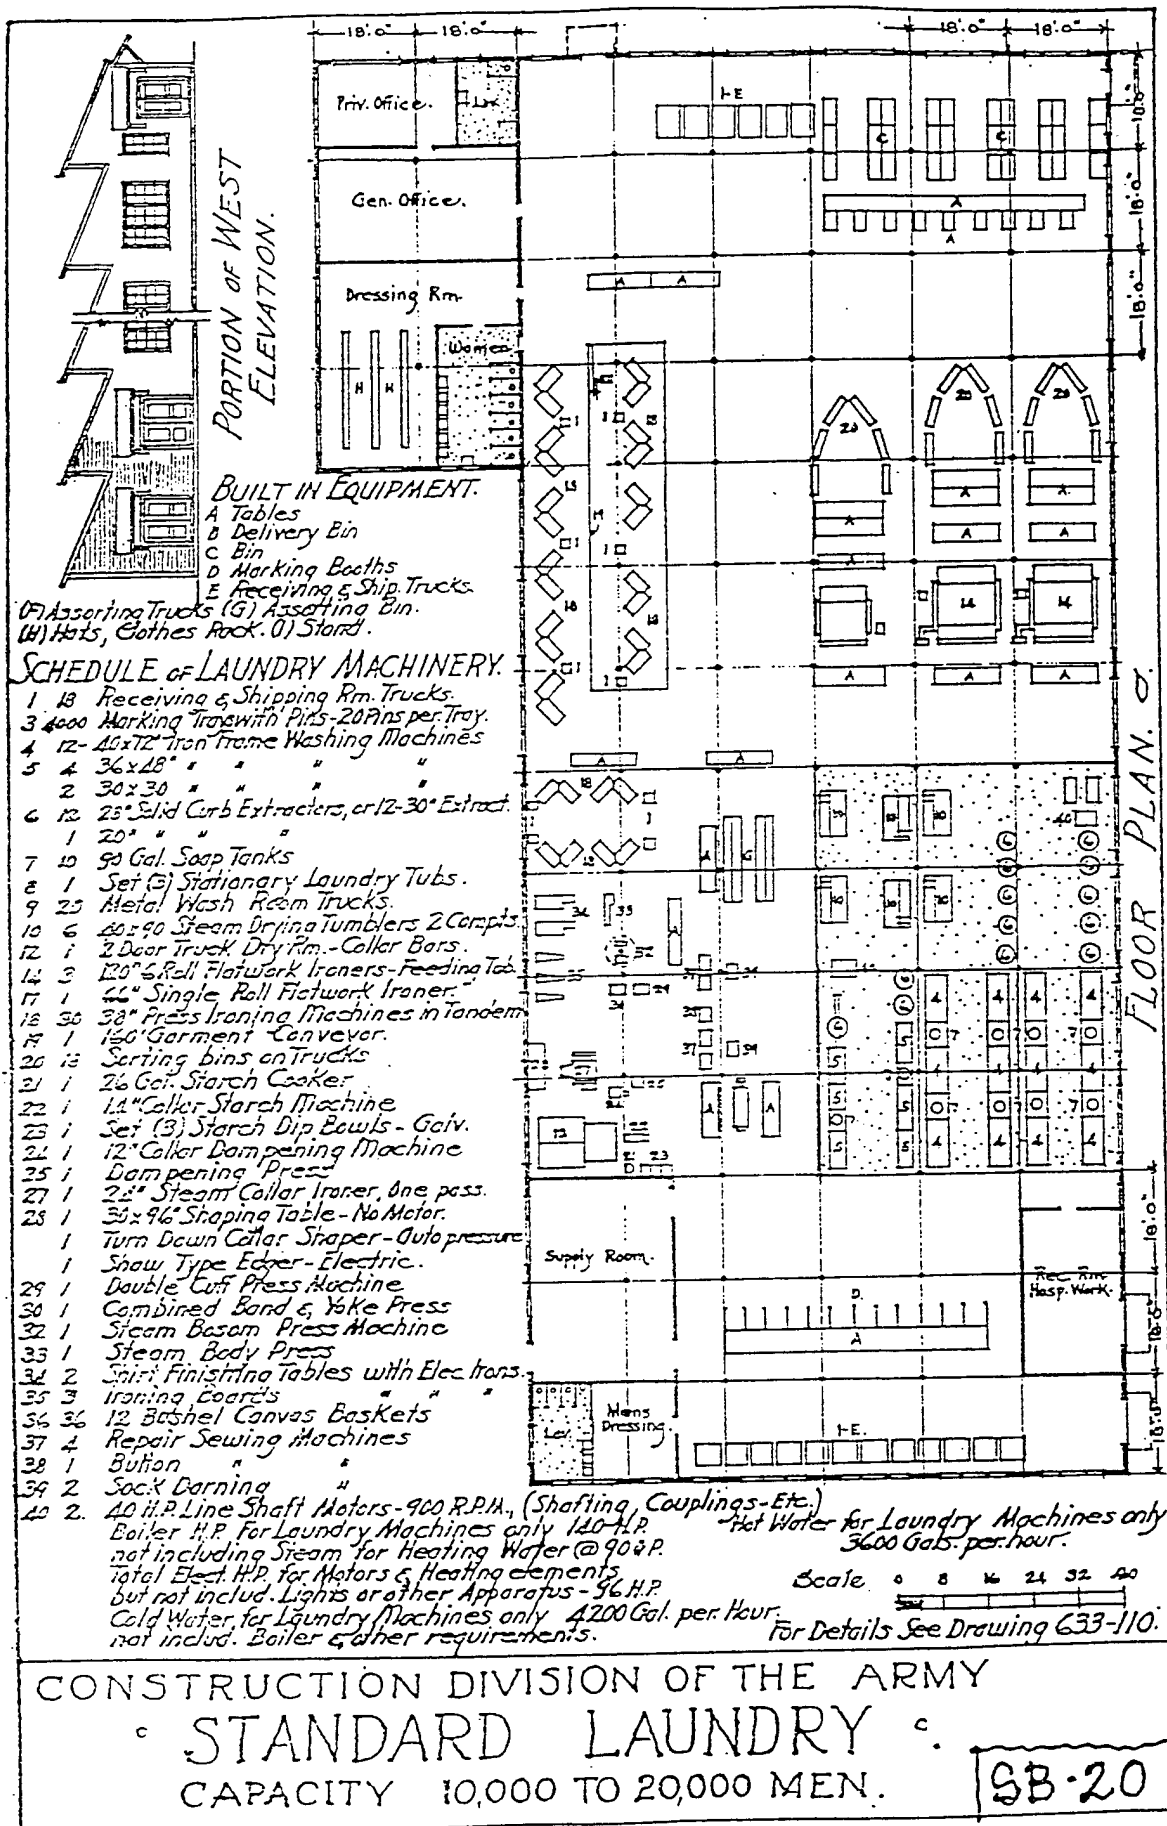 18'.0" 18'.0" 18'.0" 18'.0"
Priv. Office. Lav.
Gen. Office.
Dressing Rm.
Women
PORTION OF WEST
ELEVATION.
BUILT IN EQUIPMENT.
A Tables
B Delivery Bin
C Bin
D Marking Booths
E Receiving & Ship. Trucks.
(F) Assorting Trucks (G) Assorting Bin.
(H) Hats, Clothes Rack. (I) Stand.
SCHEDULE OF LAUNDRY MACHINERY.
1 18 Receiving & Shipping Rm. Trucks.
3 4000 Marking Trays with Pins-20 Pins per Tray.
4 12- 40x72" Iron Frame Washing Machines
5 4 36x48" " " " "
2 30x30 " " " "
6 12 28" Solid Curb Extracters, or 12-30" Extract.
1 20" " " "
7 10 90 Gal. Soap Tanks
8 1 Set (3) Stationary Laundry Tubs.
9 25 Metal Wash Room Trucks.
10 6 40x90 Steam Drying Tumblers 2 Compts.
12 1 2 Door Truck Dry Rm.-Collar Bars.
14 3 120" 6 Roll Flatwork Ironers-Feeding Tab.
17 1 44" Single Roll Flatwork Ironer.
18 30 38" Press Ironing Machines in Tandem
19 1 160' Garment Conveyor.
20 18 Sorting bins on Trucks
21 1 26 Gal. Starch Cooker
22 1 14" Collar Starch Machine
23 1 Set (3) Starch Dip Bowls - Galv.
24 1 12" Collar Dampening Machine
25 1 Dampening Press
27 1 24" Steam Collar Ironer, One pass.
28 1 30x96" Shaping Table - No Motor.
1 Turn Down Collar Shaper - Auto pressure
1 Shaw Type Edger - Electric.
29 1 Double Cuff Press Machine
30 1 Combined Band & Yoke Press
32 1 Steam Bosom Press Machine
33 1 Steam Body Press
34 2 Shirt Finishing Tables with Elec Irons.
35 3 Ironing Boards " " "
36 36 12 Bushel Canvas Baskets
37 4 Repair Sewing Machines
38 1 Button " "
39 2 Sock Darning "
40 2. 40 H.P. Line Shaft Motors-900 R.P.M., (Shafting, Couplings-Etc.)
Boiler H.P. For Laundry Machines only 140-H.P.
not including Steam for Heating Water @ 90#P.
Total Elect. H.P. for Motors & Heating elements
but not includ. Lights or other Apparatus - 96 H.P.
Cold Water for Laundry Machines only 4200 Gal. per. Hour.
not includ. Boiler & other requirements.
Hot Water for Laundry Machines only
3600 Gals. per hour.
Scale 0 8 16 24 32 40
For Details See Drawing 633-110.
FLOOR PLAN.
Supply Room.
Rec. Rm.
Hosp. Work.
Lav.
Mens
Dressing.
1-E.
CONSTRUCTION DIVISION OF THE ARMY
STANDARD LAUNDRY
CAPACITY 10,000 TO 20,000 MEN.
SB-20